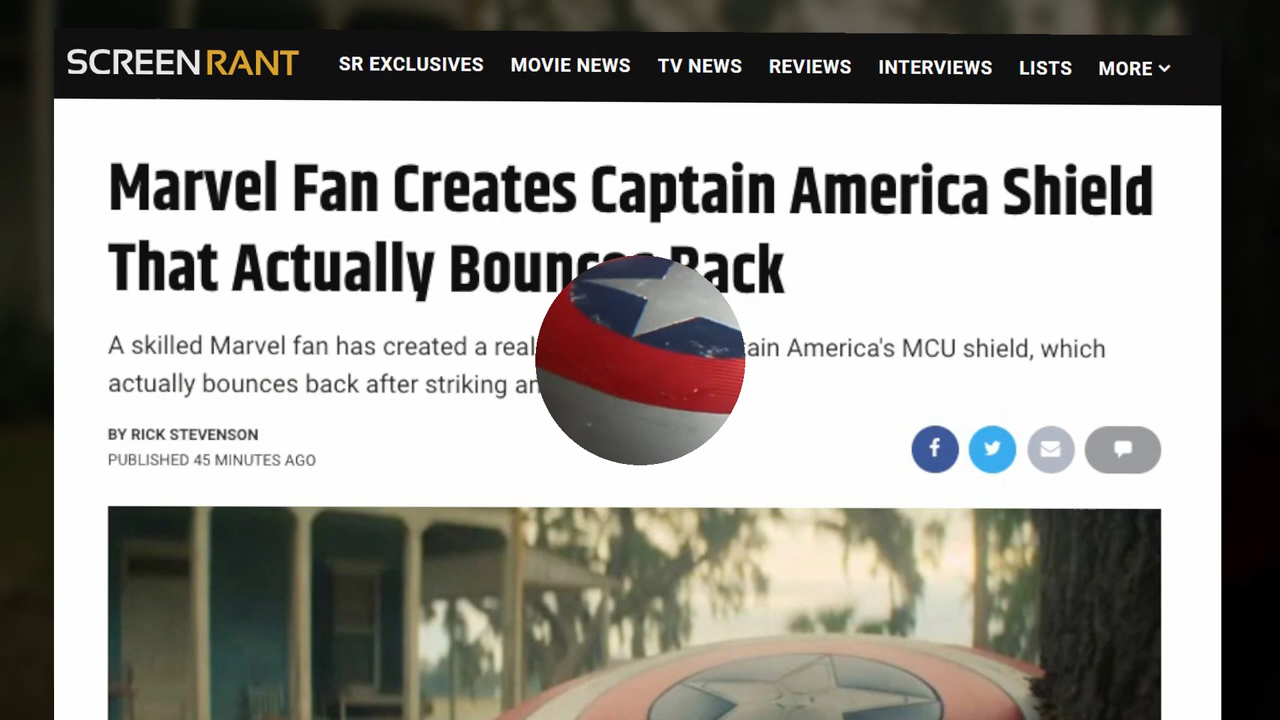 SCREENRANT SR EXCLUSIVES MOVIE NEWS TV NEWS REVIEWS INTERVIEWS LISTS MORE
Marvel Fan Creates Captain America Shield
That Actually Back
A skilled Marvel fan has created a America's MCU shield, which
actually bounces back after striking
BY RICK STEVENSON
PUBLISHED 45 MINUTES AGO